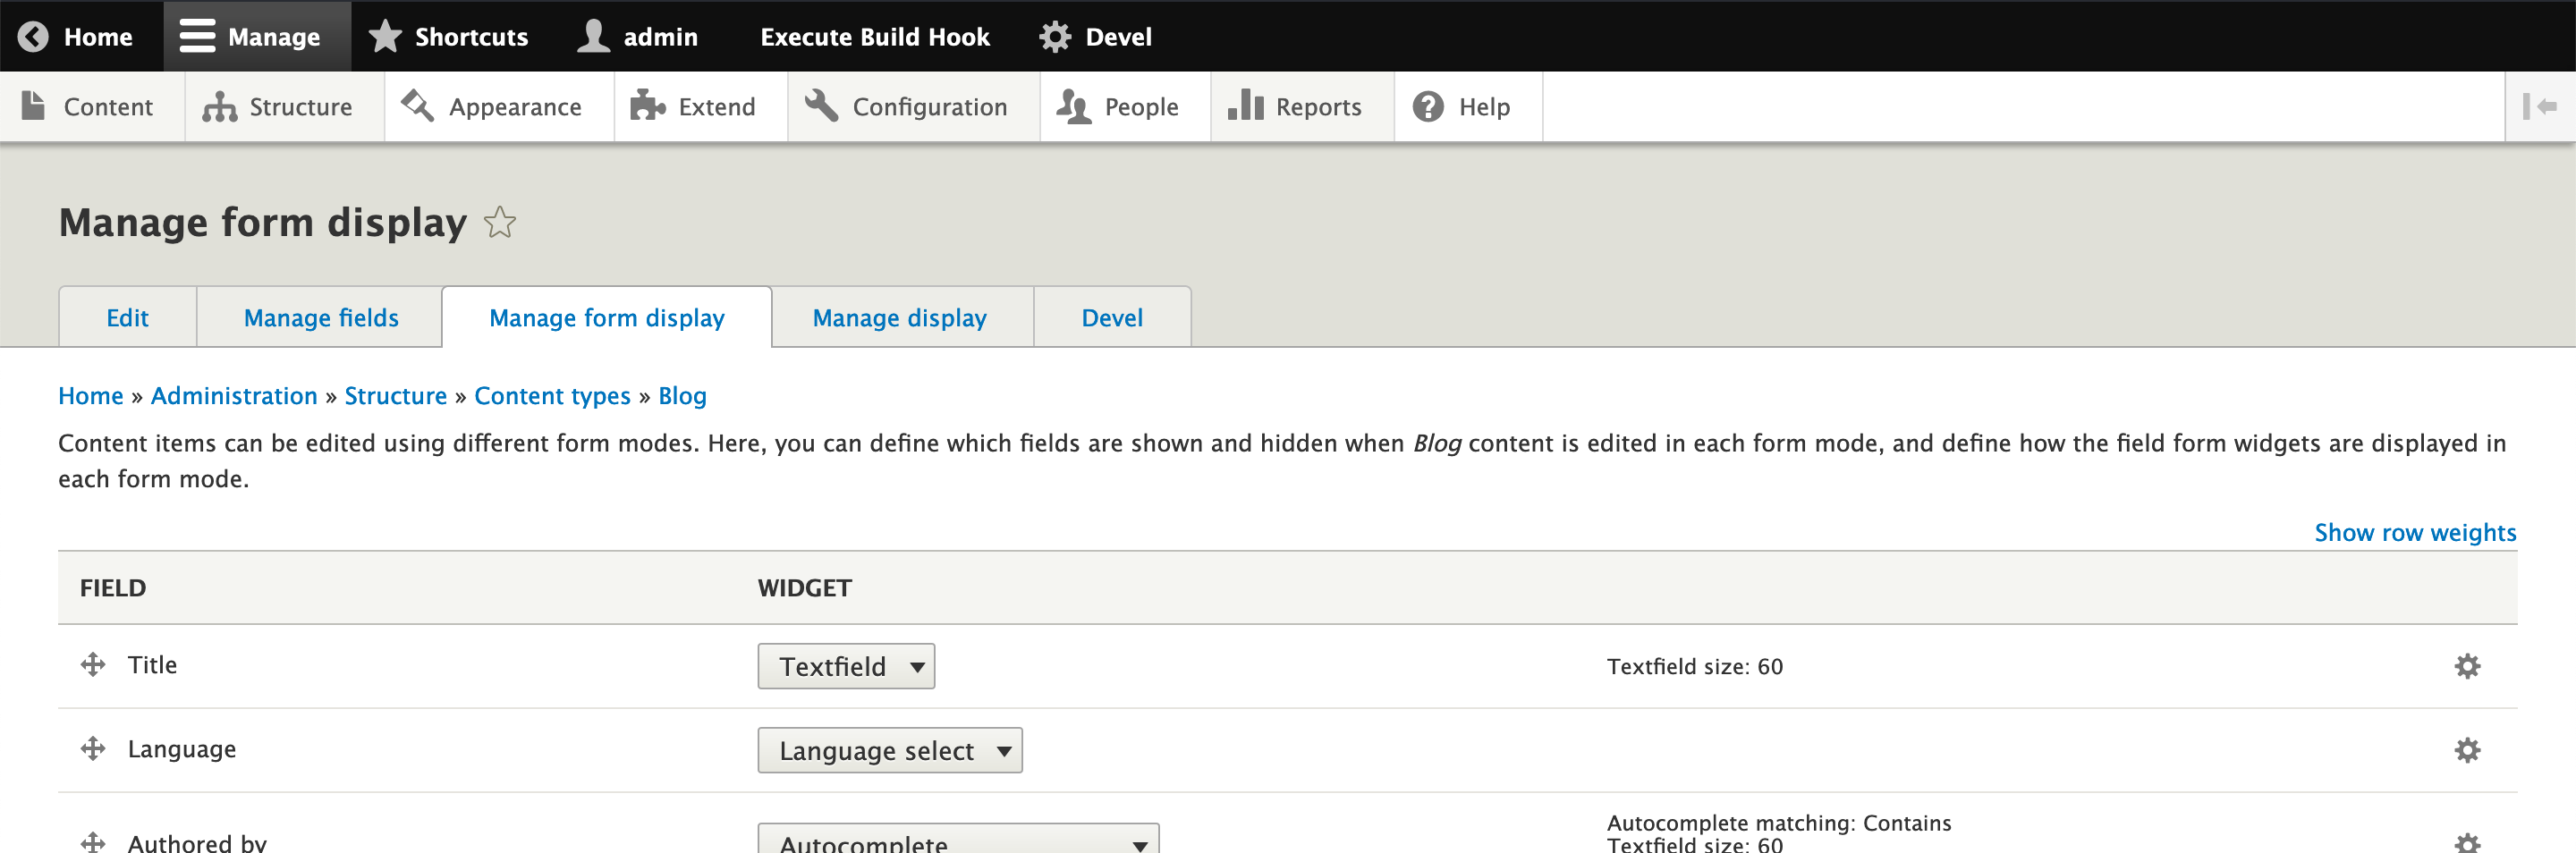 Home Manage Shortcuts admin Execute Build Hook Devel
Content Structure Appearance Extend Configuration People Reports Help
Manage form display
Edit Manage fields Manage form display Manage display Devel
Home » Administration » Structure » Content types » Blog
Content items can be edited using different form modes. Here, you can define which fields are shown and hidden when Blog content is edited in each form mode, and define how the field form widgets are displayed in
each form mode.
Show row weights
FIELD WIDGET
Title Textfield Textfield size: 60
Language Language select
Autocomplete matching: Contains
Authored by Autocomplete Textfield size: 60